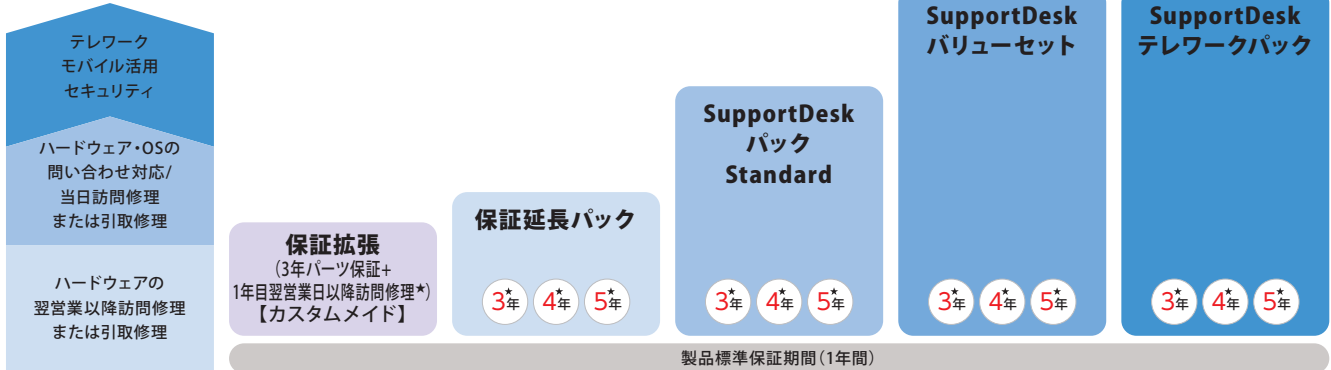 テレワーク
モバイル活用
セキュリティ
ハードウェア・OSの
問い合わせ対応/
当日訪問修理
または引取修理
ハードウェアの
翌営業以降訪問修理
または引取修理
保証拡張
(3年パーツ保証+
1年目翌営業日以降訪問修理★)
【カスタムメイド】
保証延長パック
3年★ 4年★ 5年★
SupportDesk
パック
Standard
3年★ 4年★ 5年★
SupportDesk
バリューセット
3年★ 4年★ 5年★
SupportDesk
テレワークパック
3年★ 4年★ 5年★
製品標準保証期間(1年間)